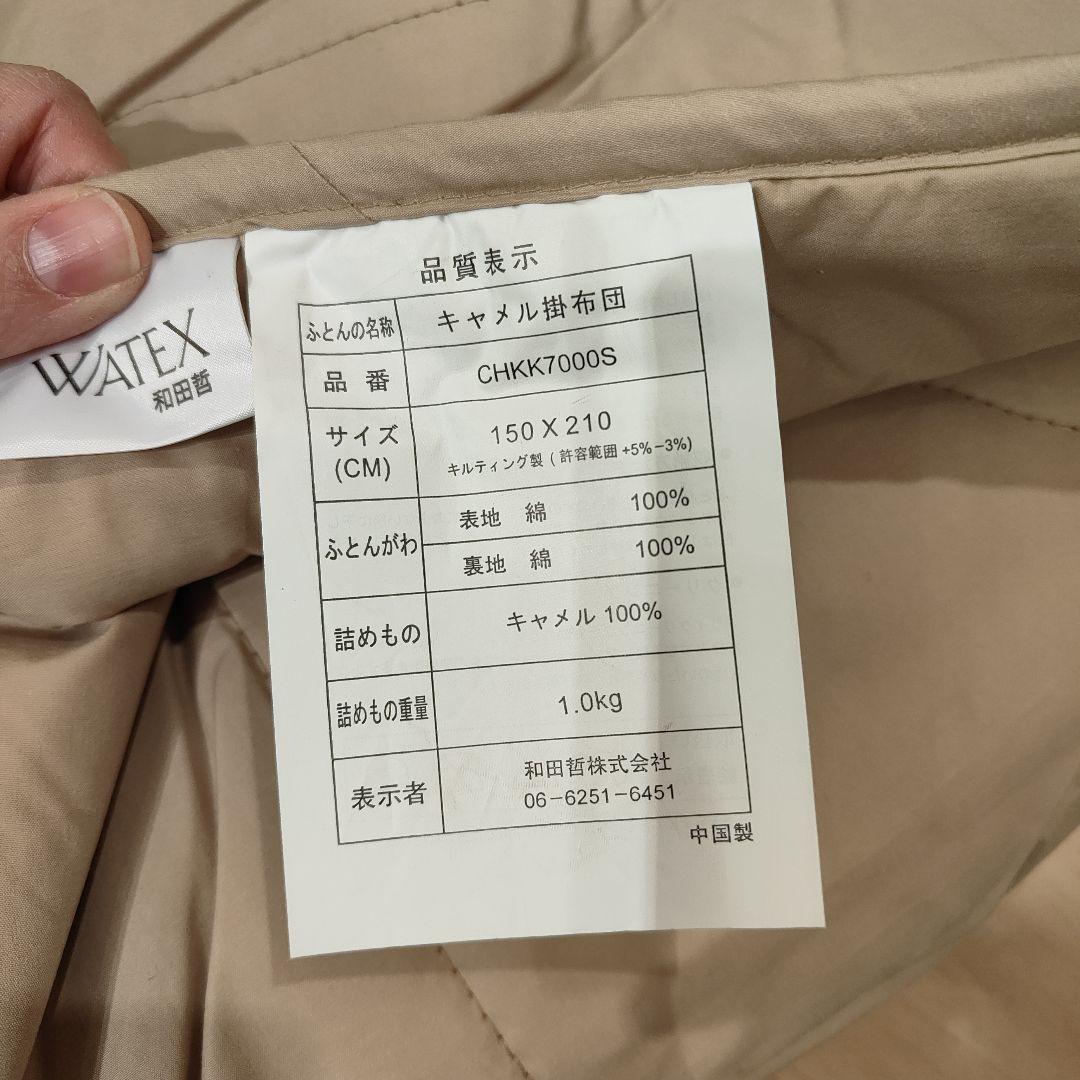 WATEX
和田哲
品質表示
ふとんの名称 キャメル掛布団
品 番 CHKK7000S
サイズ(CM) 150 X 210
キルティング製 (許容範囲 +5% -3%)
ふとんがわ 表地 綿 100%
裏地 綿 100%
詰めもの キャメル 100%
詰めもの重量 1.0kg
表示者 和田哲株式会社
06-6251-6451
中国製